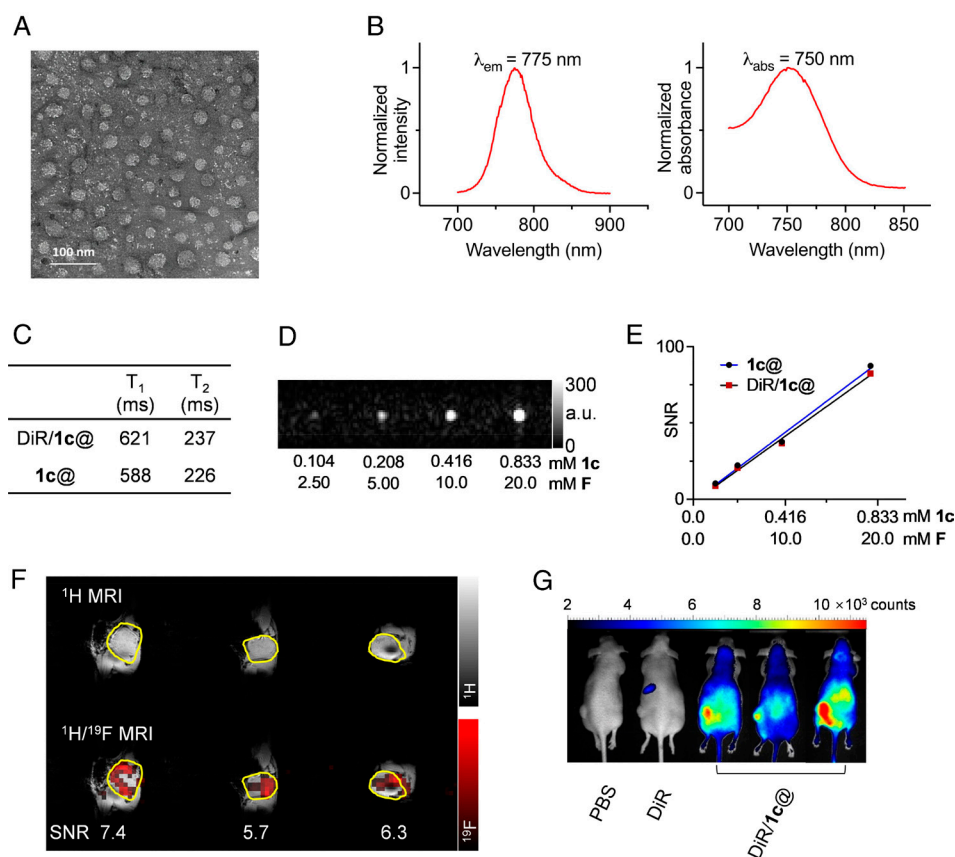 A
100 nm
B
λem = 775 nm
Normalized
intensity
1
0
700 800 900
Wavelength (nm)
λabs = 750 nm
Normalized
absorbance
1
0
700 750 800 850
Wavelength (nm)
C
T1 T2
(ms) (ms)
DiR/1c@ 621 237
1c@ 588 226
D
300
a.u.
0
0.104 0.208 0.416 0.833 mM 1c
2.50 5.00 10.0 20.0 mM F
E
100
SNR
0
1c@
DiR/1c@
0.0 0.416 0.833 mM 1c
0.0 10.0 20.0 mM F
F
¹H MRI
¹H
¹H/¹⁹F MRI
¹⁹F
SNR 7.4 5.7 6.3
G
2 4 6 8 10 ×10³ counts
PBS
DiR
DiR/1c@